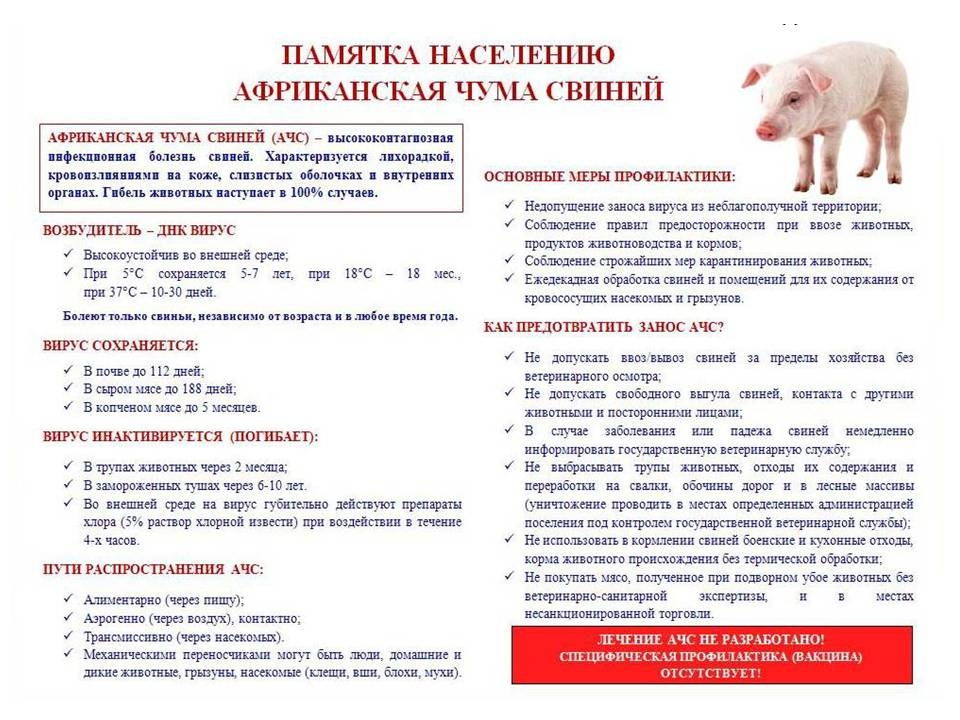 ПАМЯТКА НАСЕЛЕНИЮ
АФРИКАНСКАЯ ЧУМА СВИНЕЙ
АФРИКАНСКАЯ ЧУМА СВИНЕЙ (АЧС) – высококонтагиозная
инфекционная болезнь свиней. Характеризуется лихорадкой,
кровоизлияниями на коже, слизистых оболочках и внутренних
органах. Гибель животных наступает в 100% случаев.
ВОЗБУДИТЕЛЬ – ДНК ВИРУС
✓ Высокоустойчив во внешней среде;
✓ При 5°С сохраняется 5-7 лет, при 18°С – 18 мес.,
при 37°С – 10-30 дней.
Болеют только свиньи, независимо от возраста и в любое время года.
ВИРУС СОХРАНЯЕТСЯ:
✓ В почве до 112 дней;
✓ В сыром мясе до 188 дней;
✓ В копченом мясе до 5 месяцев.
ВИРУС ИНАКТИВИРУЕТСЯ (ПОГИБАЕТ):
✓ В трупах животных через 2 месяца;
✓ В замороженных тушах через 6-10 лет.
✓ Во внешней среде на вирус губительно действуют препараты
хлора (5% раствор хлорной извести) при воздействии в течение
4-х часов.
ПУТИ РАСПРОСТРАНЕНИЯ АЧС:
✓ Алиментарно (через пищу);
✓ Аэрогенно (через воздух), контактно;
✓ Трансмиссивно (через насекомых).
✓ Механическими переносчиками могут быть люди, домашние и
дикие животные, грызуны, насекомые (клещи, вши, блохи, мухи).
ОСНОВНЫЕ МЕРЫ ПРОФИЛАКТИКИ:
✓ Недопущение заноса вируса из неблагополучной территории;
✓ Соблюдение правил предосторожности при ввозе животных,
продуктов животноводства и кормов;
✓ Соблюдение строжайших мер карантинирования животных;
✓ Ежедекадная обработка свиней и помещений для их содержания от
кровососущих насекомых и грызунов.
КАК ПРЕДОТВРАТИТЬ ЗАНОС АЧС?
✓ Не допускать ввоз/вывоз свиней за пределы хозяйства без
ветеринарного осмотра;
✓ Не допускать свободного выгула свиней, контакта с другими
животными и посторонними лицами;
✓ В случае заболевания или падежа свиней немедленно
информировать государственную ветеринарную службу;
✓ Не выбрасывать трупы животных, отходы их содержания и
переработки на свалки, обочины дорог и в лесные массивы
(уничтожение проводить в местах определенных администрацией
поселения под контролем государственной ветеринарной службы);
✓ Не использовать в кормлении свиней боенские и кухонные отходы,
корма животного происхождения без термической обработки;
✓ Не покупать мясо, полученное при подворном убое животных без
ветеринарно-санитарной экспертизы, и в местах
несанкционированной торговли.
ЛЕЧЕНИЕ АЧС НЕ РАЗРАБОТАНО!
СПЕЦИФИЧЕСКАЯ ПРОФИЛАКТИКА (ВАКЦИНА)
ОТСУТСТВУЕТ!